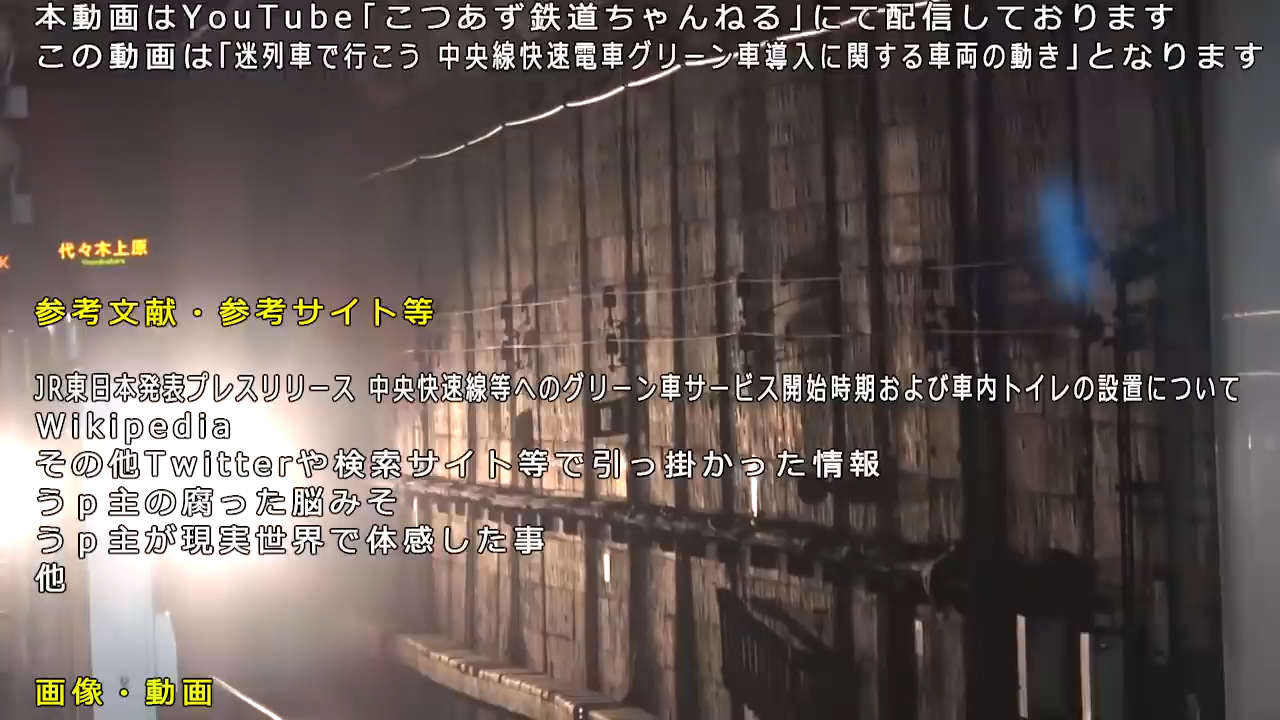 本動画はYouTube｢こつあず鉄道ちゃんねる｣にて配信しております
この動画は｢迷列車で行こう 中央線快速電車グリーン車導入に関する車両の動き｣となります
代々木上原
参考文献・参考サイト等
JR東日本発表プレスリリース 中央快速線等へのグリーン車サービス開始時期および車内トイレの設置について
Wikipedia
その他Twitterや検索サイト等で引っ掛かった情報
うｐ主の腐った脳みそ
うｐ主が現実世界で体感した事
他
画像・動画